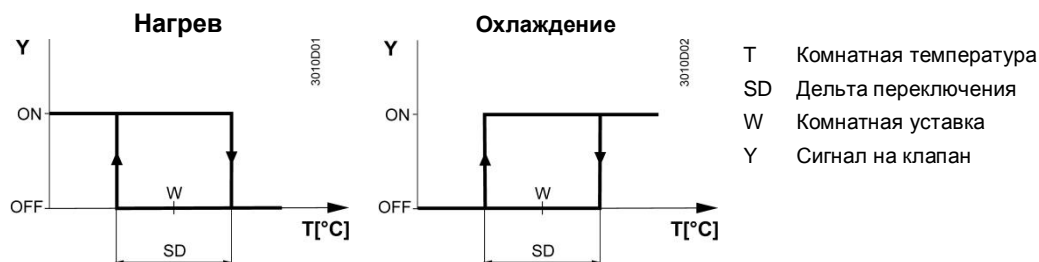 Нагрев
Y
3010D01
ON
W
OFF
T[°C]
SD
Охлаждение
Y
3010D02
ON
W
OFF
T[°C]
SD
T Комнатная температура
SD Дельта переключения
W Комнатная уставка
Y Сигнал на клапан